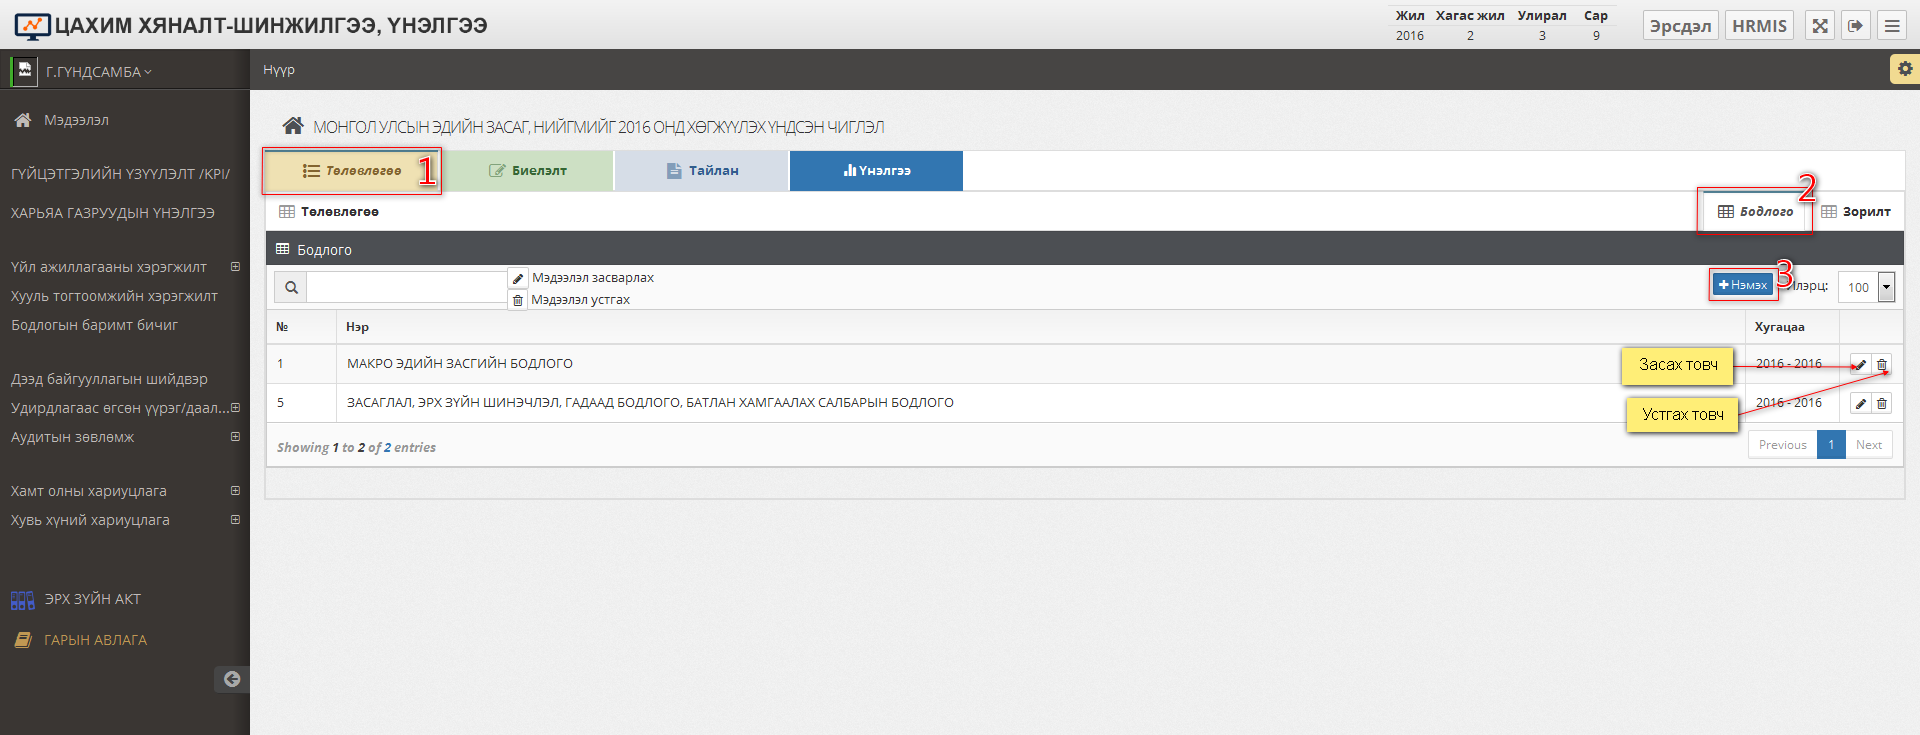 ЦАХИМ ХЯНАЛТ-ШИНЖИЛГЭЭ, ҮНЭЛГЭЭ
Жил Хагас жил Улирал Сар
2016 2 3 9
Эрсдэл HRMIS
Г.ГҮНДСАМБА
Нүүр
Мэдээлэл
ГҮЙЦЭТГЭЛИЙН ҮЗҮҮЛЭЛТ /KPI/
ХАРЬЯА ГАЗРУУДЫН ҮНЭЛГЭЭ
Үйл ажиллагааны хэрэгжилт
Хууль тогтоомжийн хэрэгжилт
Бодлогын баримт бичиг
Дээд байгууллагын шийдвэр
Удирдлагаас өгсөн үүрэг/даал...
Аудитын зөвлөмж
Хамт олны хариуцлага
Хувь хүний хариуцлага
ЭРХ ЗҮЙН АКТ
ГАРЫН АВЛАГА
МОНГОЛ УЛСЫН ЭДИЙН ЗАСАГ, НИЙГМИЙГ 2016 ОНД ХӨГЖҮҮЛЭХ ҮНДСЭН ЧИГЛЭЛ
Төлөвлөгөө 1 Биелэлт Тайлан Үнэлгээ
Төлөвлөгөө Бодлого 2 Зорилт
Бодлого
Мэдээлэл засварлах
Мэдээлэл устгах
Нэмэх 3 Илэрц: 100
№ Нэр Хугацаа
1 МАКРО ЭДИЙН ЗАСГИЙН БОДЛОГО 2016 - 2016
Засах товч
5 ЗАСАГЛАЛ, ЭРХ ЗҮЙН ШИНЭЧЛЭЛ, ГАДААД БОДЛОГО, БАТЛАН ХАМГААЛАХ САЛБАРЫН БОДЛОГО 2016 - 2016
Устгах товч
Showing 1 to 2 of 2 entries
Previous 1 Next